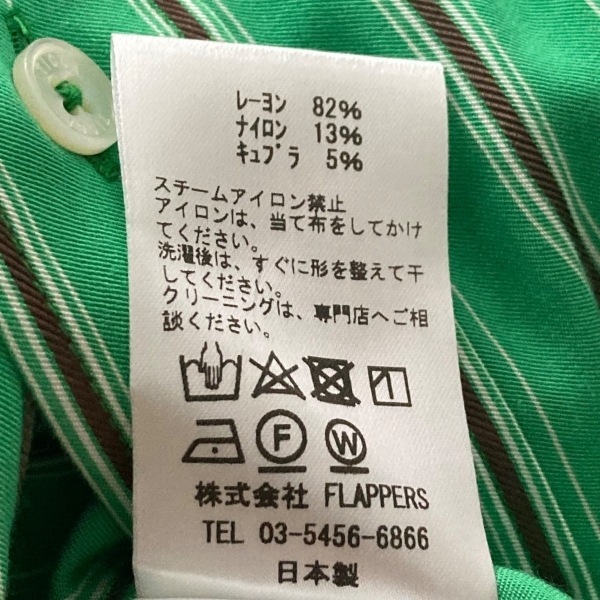 レーヨン 82%
ナイロン 13%
キュプラ 5%
スチームアイロン禁止
アイロンは、当て布をしてかけ
てください。
洗濯後は、すぐに形を整えて干
してください。
クリーニングは、専門店へご相
談ください。
F
W
株式会社 FLAPPERS
TEL 03-5456-6866
日本製